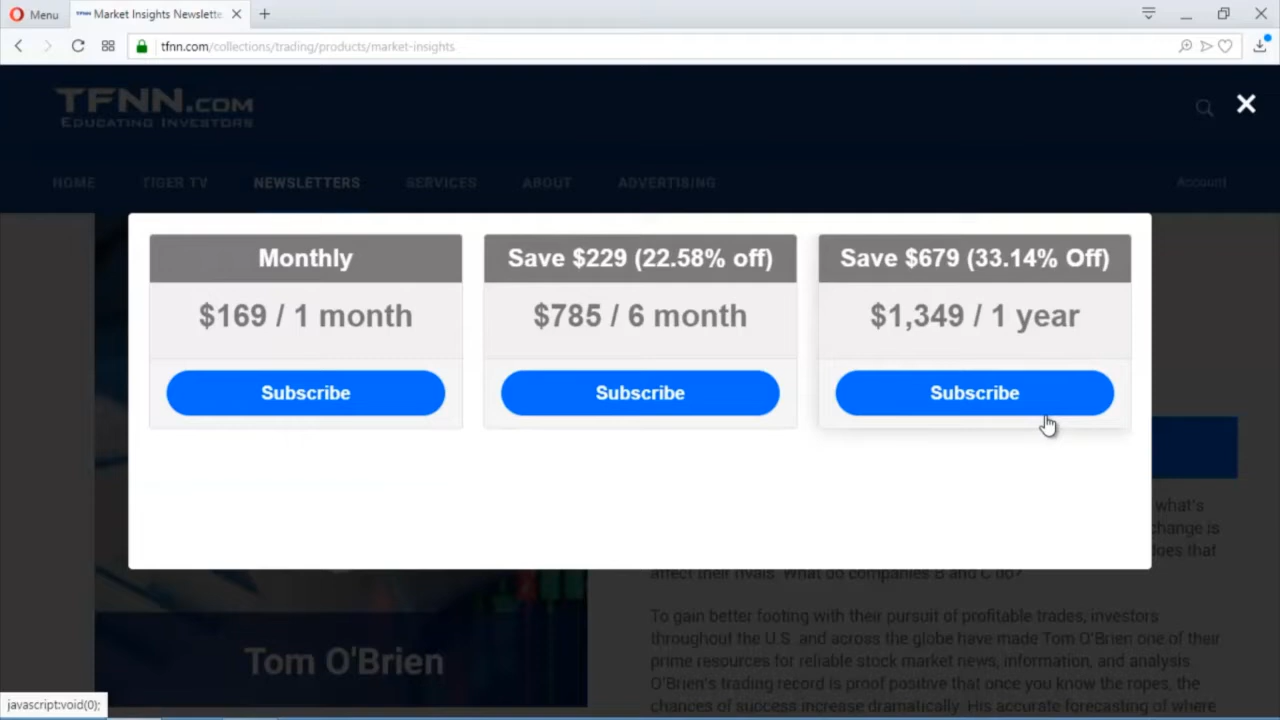 Menu
TFNN Market Insights Newslette
tfnn.com/collections/trading/products/market-insights
TFNN.COM
EDUCATING INVESTORS
HOME TIGER TV NEWSLETTERS SERVICES ABOUT ADVERTISING Account
Monthly
$169 / 1 month
Subscribe
Save $229 (22.58% off)
$785 / 6 month
Subscribe
Save $679 (33.14% Off)
$1,349 / 1 year
Subscribe
what's
change is
does that
affect their rivals. What do companies B and C do?
To gain better footing with their pursuit of profitable trades, investors
throughout the U.S. and across the globe have made Tom O'Brien one of their
prime resources for reliable stock market news, information, and analysis
O'Brien's trading record is proof positive that once you know the ropes, the
chances of success increase dramatically. His accurate forecasting of where
Tom O'Brien
javascript:void(0);